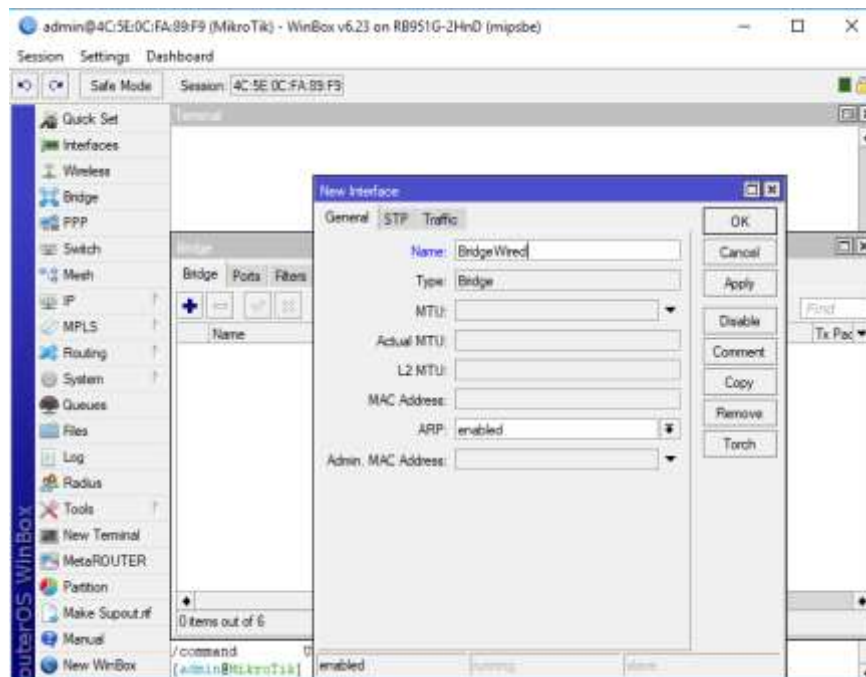 admin@4C:5E:0C:FA:89:F9 (MikroTik) - WinBox v6.23 on RB951G-2HnD (mipsbe)
Session Settings Dashboard
Safe Mode Session: 4C:5E:0C:FA:89:F9
Quick Set
Terminal
Interfaces
Wireless
Bridge
PPP
Switch
Mesh
IP
MPLS
Routing
System
Queues
Files
Log
Radius
Tools
New Terminal
MetaROUTER
Partition
Make Supout.rif
Manual
New WinBox
RouterOS WinBox
Bridge
Bridge Ports Filters
Find
Name
Tx Pac
0 items out of 6
/command
[admin@MikroTik]
New Interface
General STP Traffic
Name: BridgeWired
Type: Bridge
MTU:
Actual MTU:
L2 MTU:
MAC Address:
ARP: enabled
Admin. MAC Address:
OK
Cancel
Apply
Disable
Comment
Copy
Remove
Torch
enabled running slave